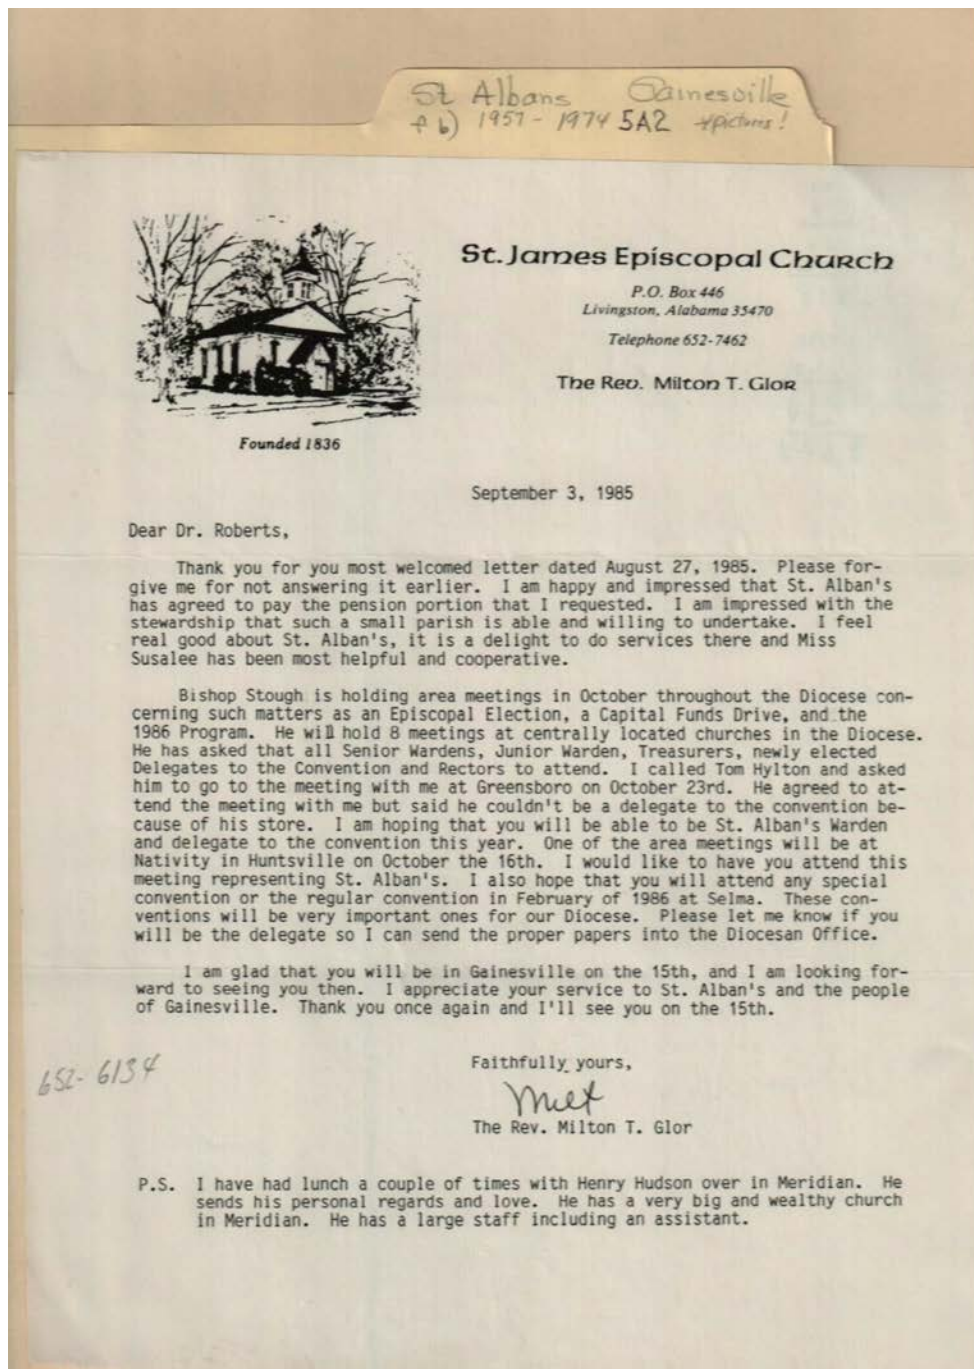 St Albans Gainesville
f b) 1957 - 1974 5A2 *pictures!
St. James Episcopal Church
P.O. Box 446
Livingston, Alabama 35470
Telephone 652-7462
The Rev. Milton T. Glor
Founded 1836
September 3, 1985
Dear Dr. Roberts,
Thank you for you most welcomed letter dated August 27, 1985. Please for-
give me for not answering it earlier. I am happy and impressed that St. Alban's
has agreed to pay the pension portion that I requested. I am impressed with the
stewardship that such a small parish is able and willing to undertake. I feel
real good about St. Alban's, it is a delight to do services there and Miss
Susalee has been most helpful and cooperative.
Bishop Stough is holding area meetings in October throughout the Diocese con-
cerning such matters as an Episcopal Election, a Capital Funds Drive, and the
1986 Program. He will hold 8 meetings at centrally located churches in the Diocese.
He has asked that all Senior Wardens, Junior Warden, Treasurers, newly elected
Delegates to the Convention and Rectors to attend. I called Tom Hylton and asked
him to go to the meeting with me at Greensboro on October 23rd. He agreed to at-
tend the meeting with me but said he couldn't be a delegate to the convention be-
cause of his store. I am hoping that you will be able to be St. Alban's Warden
and delegate to the convention this year. One of the area meetings will be at
Nativity in Huntsville on October the 16th. I would like to have you attend this
meeting representing St. Alban's. I also hope that you will attend any special
convention or the regular convention in February of 1986 at Selma. These con-
ventions will be very important ones for our Diocese. Please let me know if you
will be the delegate so I can send the proper papers into the Diocesan Office.
I am glad that you will be in Gainesville on the 15th, and I am looking for-
ward to seeing you then. I appreciate your service to St. Alban's and the people
of Gainesville. Thank you once again and I'll see you on the 15th.
652-6134
Faithfully yours,
Milt
The Rev. Milton T. Glor
P.S. I have had lunch a couple of times with Henry Hudson over in Meridian. He
sends his personal regards and love. He has a very big and wealthy church
in Meridian. He has a large staff including an assistant.